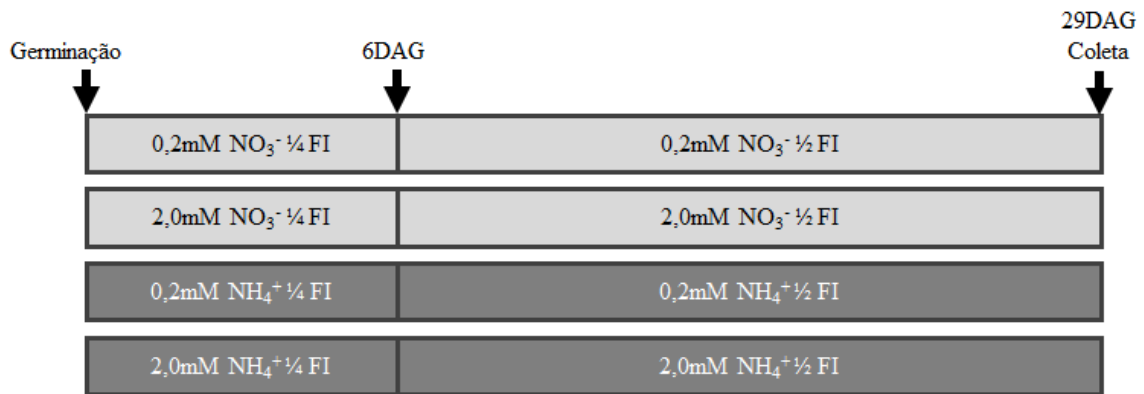 Germinação
6DAG
29DAG
Coleta
0,2mM NO₃⁻ ¼ FI
0,2mM NO₃⁻ ½ FI
2,0mM NO₃⁻ ¼ FI
2,0mM NO₃⁻ ½ FI
0,2mM NH₄⁺ ¼ FI
0,2mM NH₄⁺ ½ FI
2,0mM NH₄⁺ ¼ FI
2,0mM NH₄⁺ ½ FI